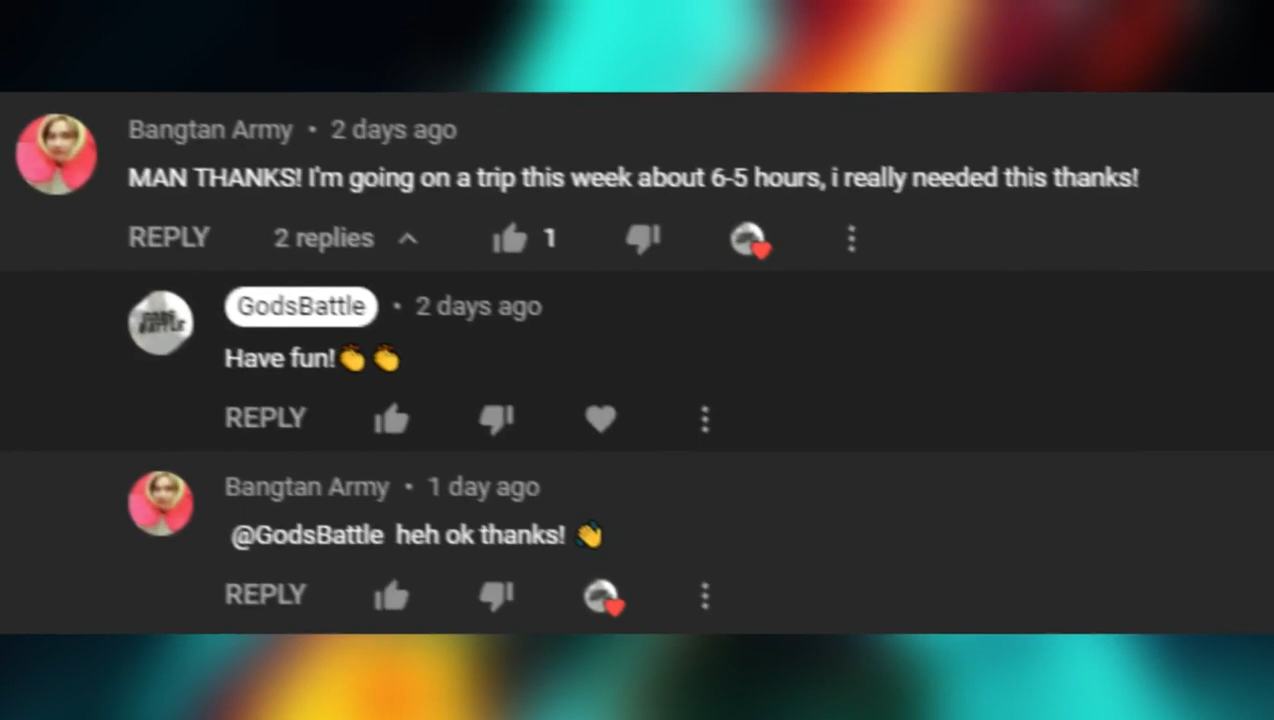 Bangtan Army • 2 days ago
MAN THANKS! I'm going on a trip this week about 6-5 hours, i really needed this thanks!
REPLY 2 replies 1
GODS
BATTLE
GodsBattle • 2 days ago
Have fun!👏👏
REPLY
Bangtan Army • 1 day ago
@GodsBattle heh ok thanks! 👋
REPLY